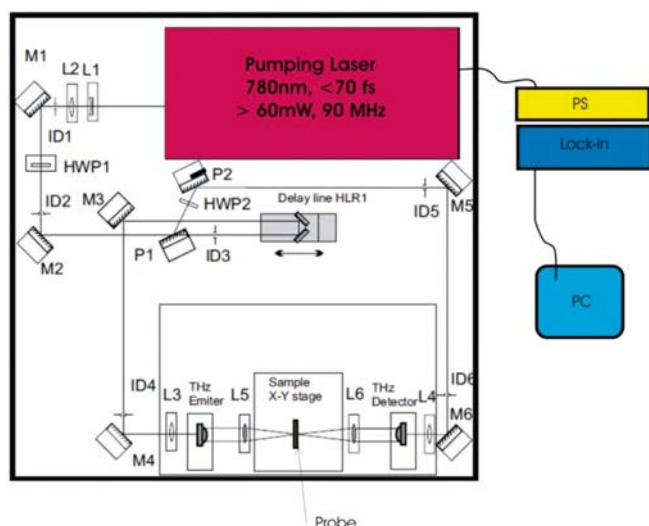 M1
L2 L1
Pumping Laser
780nm, <70 fs
> 60mW, 90 MHz
PS
Lock-in
PC
ID1
HWP1
ID2
M3
M2
P2
HWP2
P1
ID3
Delay line HLR1
ID5
M5
ID4
M4
L3
THz
Emiter
L5
Sample
X-Y stage
L6
THz
Detector
L4
ID6
M6
Probe